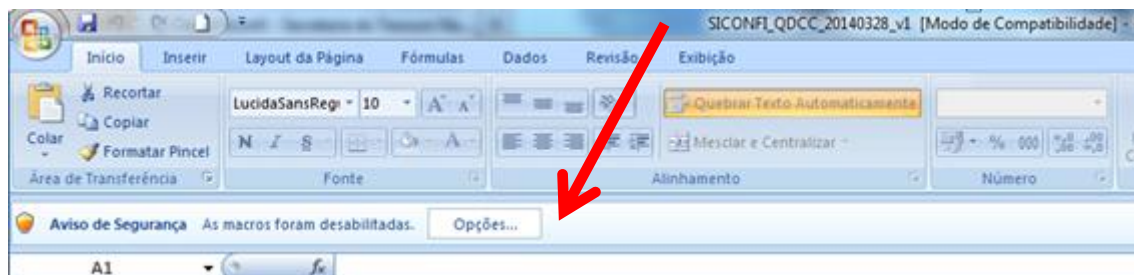 SICONFI_QDCC_20140328_v1 [Modo de Compatibilidade] -
Início Inserir Layout da Página Fórmulas Dados Revisão Exibição
Recortar
Copiar
Colar
Formatar Pincel
Área de Transferência
LucidaSansRegi 10 A A
N I S A
Fonte
Quebrar Texto Automaticamente
Mesclar e Centralizar
Alinhamento
% 000
Número
Aviso de Segurança As macros foram desabilitadas. Opções...
A1 fx